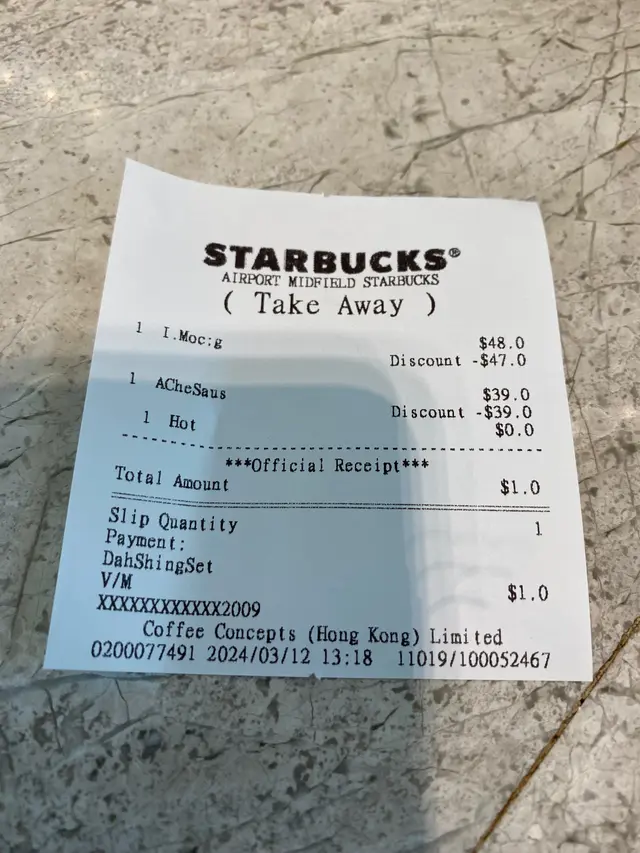 STARBUCKS®
AIRPORT MIDFIELD STARBUCKS
( Take Away )
1 I.Moc:g $48.0
Discount -$47.0
1 ACheSaus $39.0
Discount -$39.0
1 Hot $0.0
***Official Receipt***
Total Amount $1.0
Slip Quantity 1
Payment:
DahShingSet
V/M $1.0
XXXXXXXXXXXX2009
Coffee Concepts (Hong Kong) Limited
0200077491 2024/03/12 13:18 11019/100052467